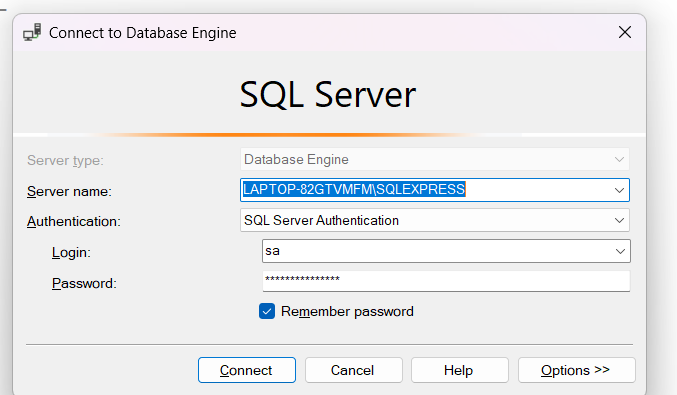 Connect to Database Engine
SQL Server
Server type: Database Engine
Server name: LAPTOP-82GTVMFM\SQLEXPRESS
Authentication: SQL Server Authentication
Login: sa
Password: ***************
Remember password
Connect Cancel Help Options >>